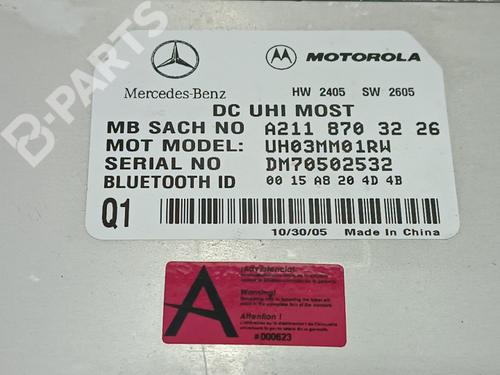 B-PARTS
Mercedes-Benz
MOTOROLA
HW 2405 SW 2605
DC UHI MOST
MB SACH NO A211 870 32 26
MOT MODEL: UH03MM01RW
SERIAL NO DM70502532
BLUETOOTH ID 00 15 A8 20 4D 4B
Q1
10/30/05 Made In China
A
¡Advertencia!
Warning!
Attention !
#000623